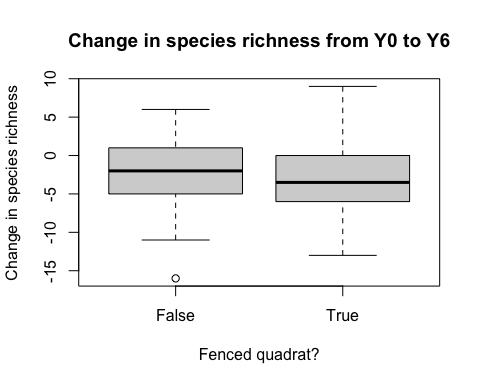 Change in species richness from Y0 to Y6
Change in species richness
10
5
0
-5
-10
-15
False True
Fenced quadrat?